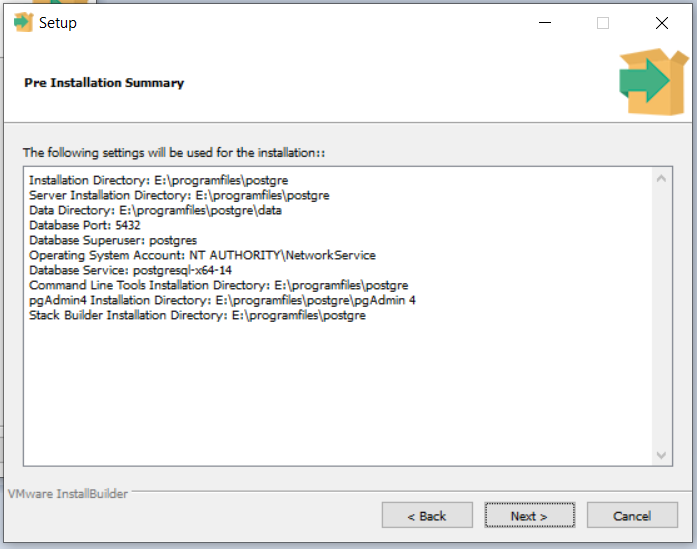 Setup
Pre Installation Summary
The following settings will be used for the installation::
Installation Directory: E:\programfiles\postgre
Server Installation Directory: E:\programfiles\postgre
Data Directory: E:\programfiles\postgre\data
Database Port: 5432
Database Superuser: postgres
Operating System Account: NT AUTHORITY\NetworkService
Database Service: postgresql-x64-14
Command Line Tools Installation Directory: E:\programfiles\postgre
pgAdmin4 Installation Directory: E:\programfiles\postgre\pgAdmin 4
Stack Builder Installation Directory: E:\programfiles\postgre
VMware InstallBuilder
< Back Next > Cancel